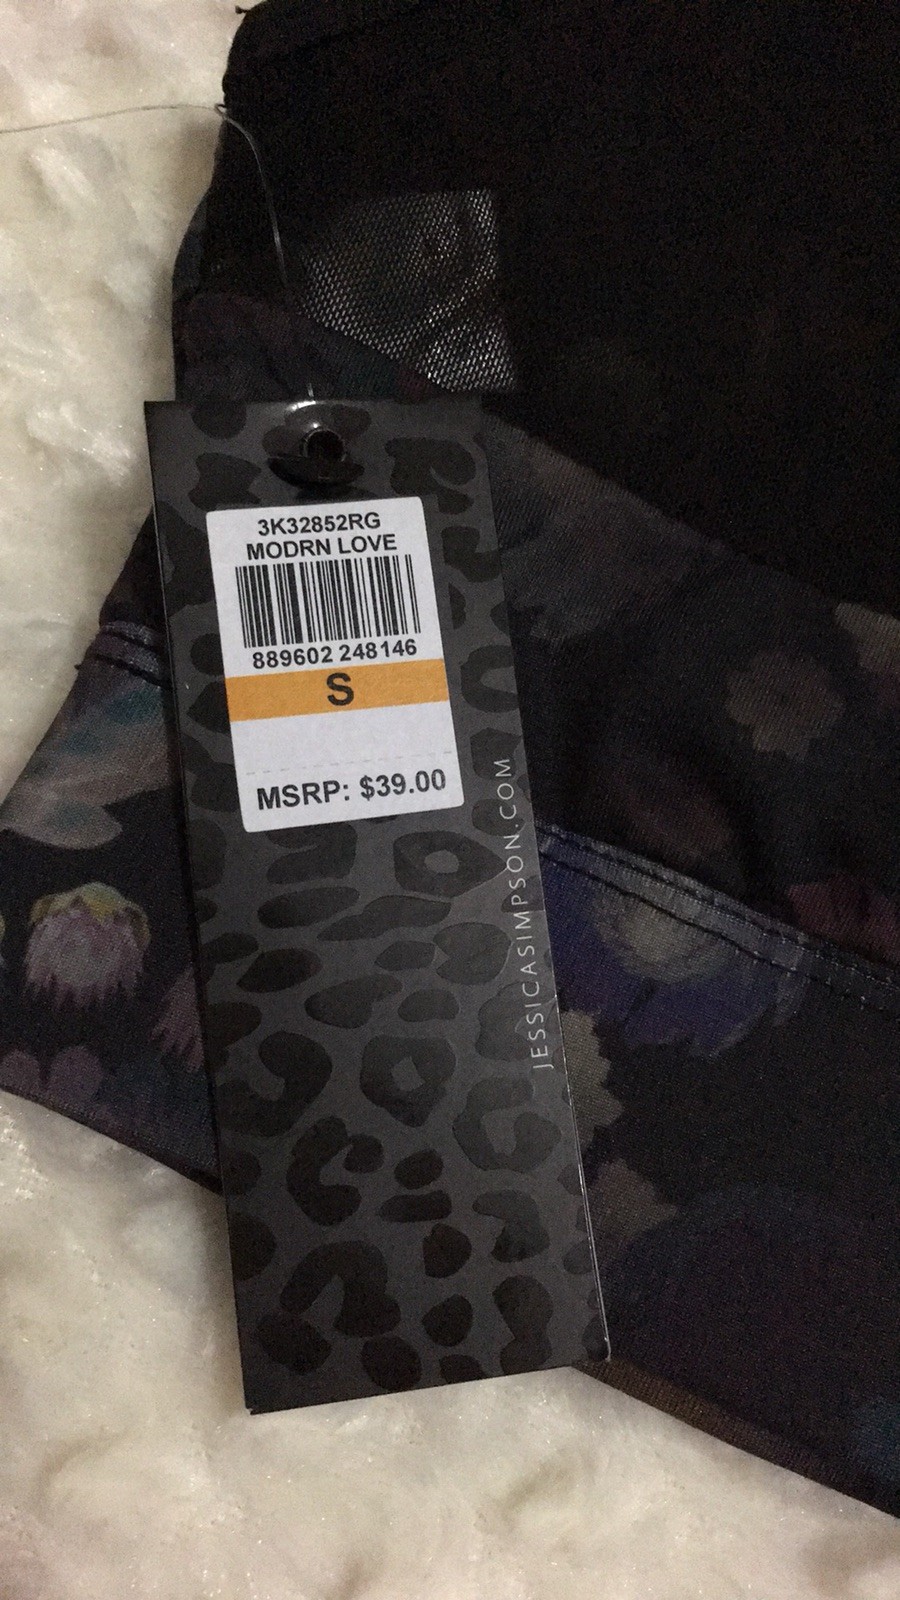 3K32852RG
MODRN LOVE
889602 248146
S
MSRP: $39.00
JESSICASIMPSON.COM